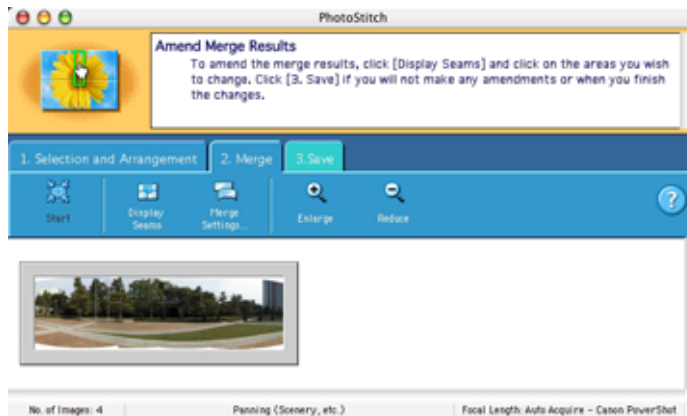 PhotoStitch
Amend Merge Results
To amend the merge results, click [Display Seams] and click on the areas you wish
to change. Click [3. Save] if you will not make any amendments or when you finish
the changes.
1. Selection and Arrangement
2. Merge
3.Save
Start
Display
Seams
Merge
Settings...
Enlarge
Reduce
?
No. of Images: 4
Panning (Scenery, etc.)
Focal Length: Auto Acquire - Canon PowerShot